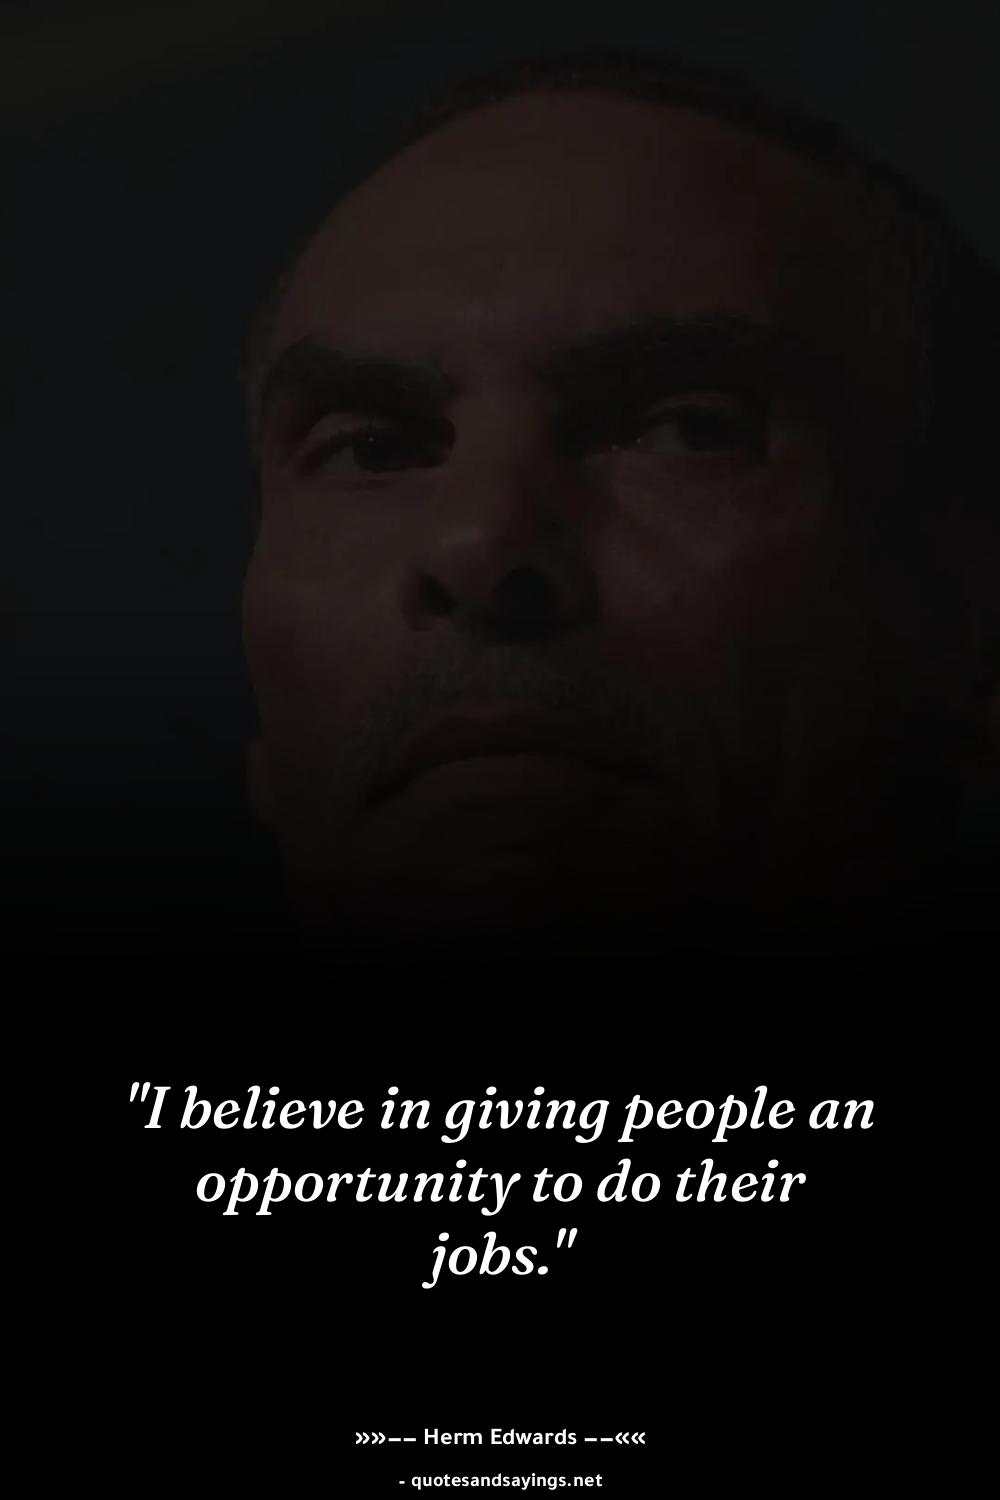 "I believe in giving people an
opportunity to do their
jobs."
»»−− Herm Edwards −−««
- quotesandsayings.net